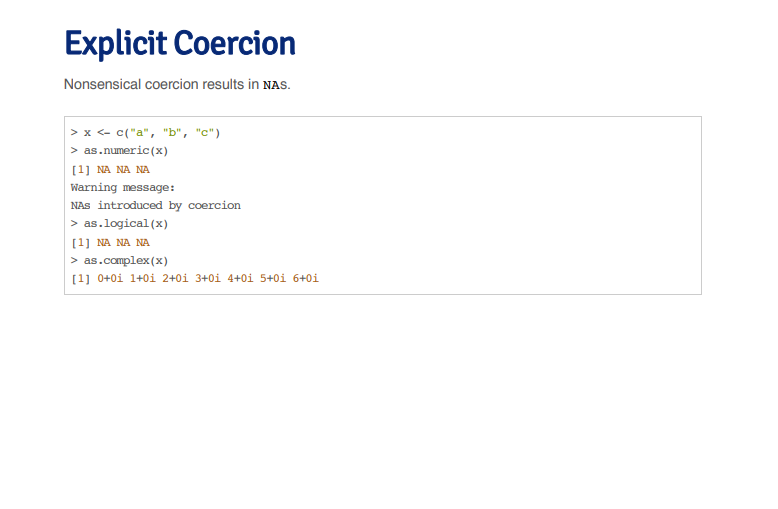 Explicit Coercion
Nonsensical coercion results in NAs.
> x <- c("a", "b", "c")
> as.numeric(x)
[1] NA NA NA
Warning message:
NAs introduced by coercion
> as.logical(x)
[1] NA NA NA
> as.complex(x)
[1] 0+0i 1+0i 2+0i 3+0i 4+0i 5+0i 6+0i